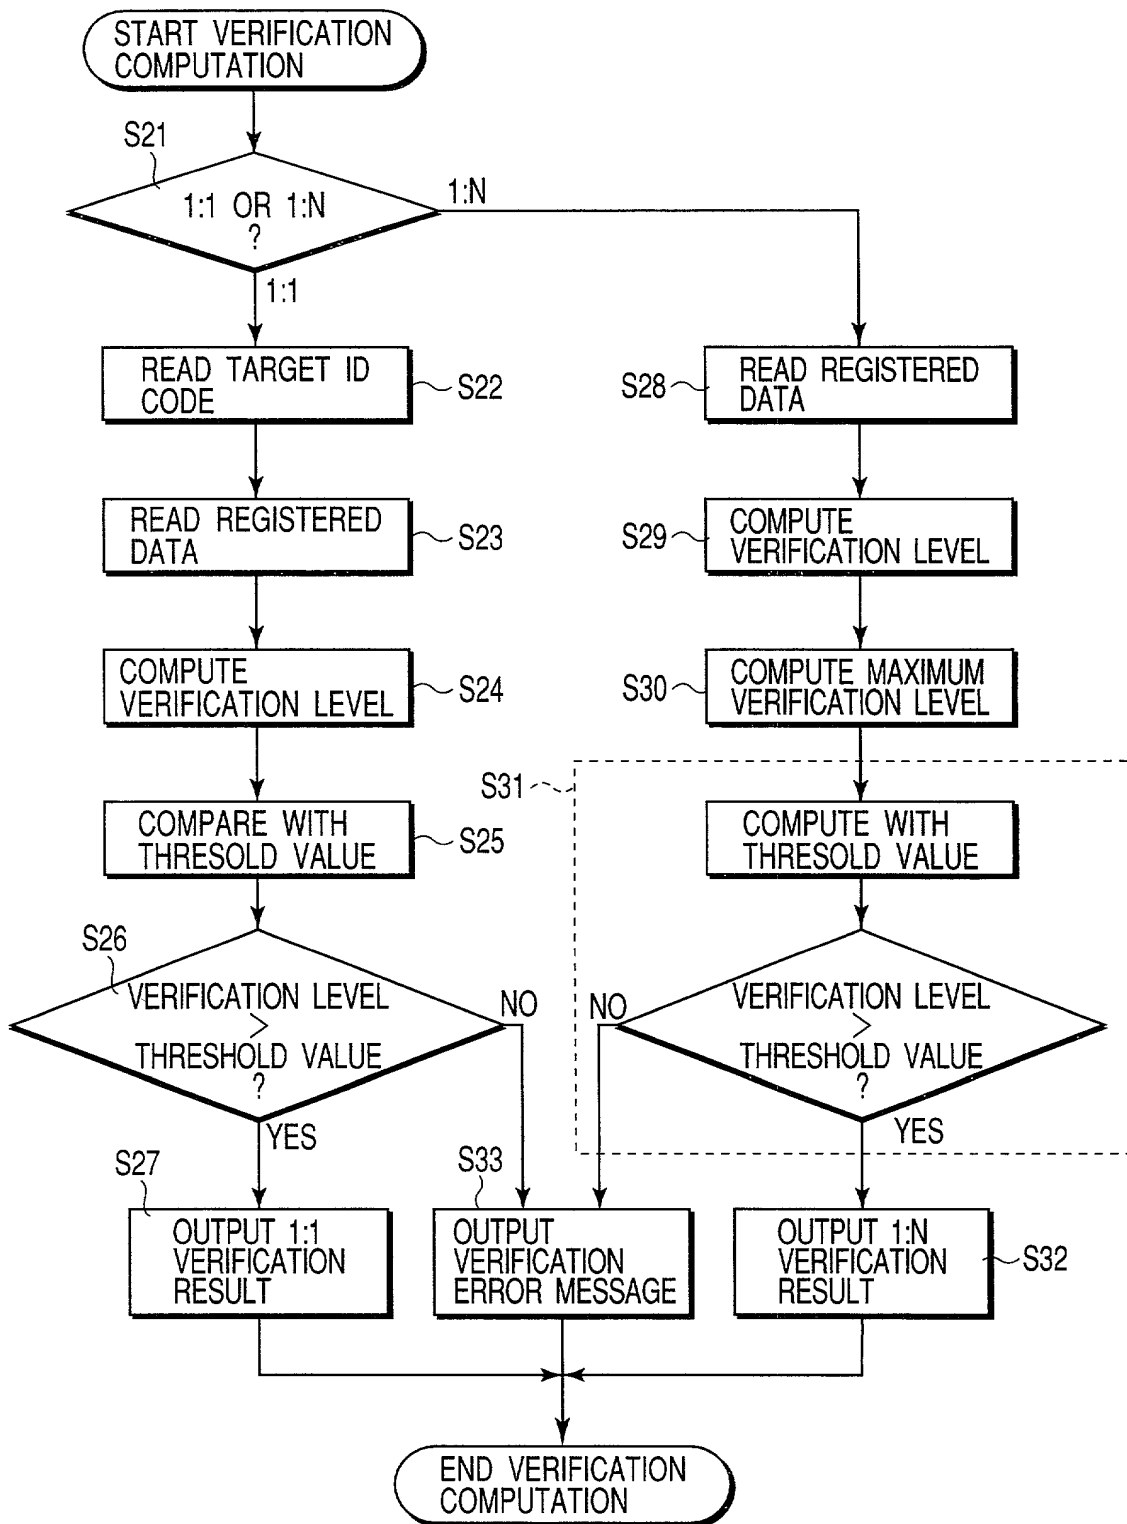 START VERIFICATION
COMPUTATION
S21
1:1 OR 1:N
?
1:N
1:1
READ TARGET ID
CODE
S22
S28
READ REGISTERED
DATA
READ REGISTERED
DATA
S23
S29
COMPUTE
VERIFICATION LEVEL
COMPUTE
VERIFICATION LEVEL
S24
S30
COMPUTE MAXIMUM
VERIFICATION LEVEL
S31
COMPARE WITH
THRESOLD VALUE
S25
COMPUTE WITH
THRESOLD VALUE
S26
VERIFICATION LEVEL
>
THRESHOLD VALUE
?
NO
YES
NO
VERIFICATION LEVEL
>
THRESHOLD VALUE
?
YES
S27
OUTPUT 1:1
VERIFICATION
RESULT
S33
OUTPUT
VERIFICATION
ERROR MESSAGE
OUTPUT 1:N
VERIFICATION
RESULT
S32
END VERIFICATION
COMPUTATION